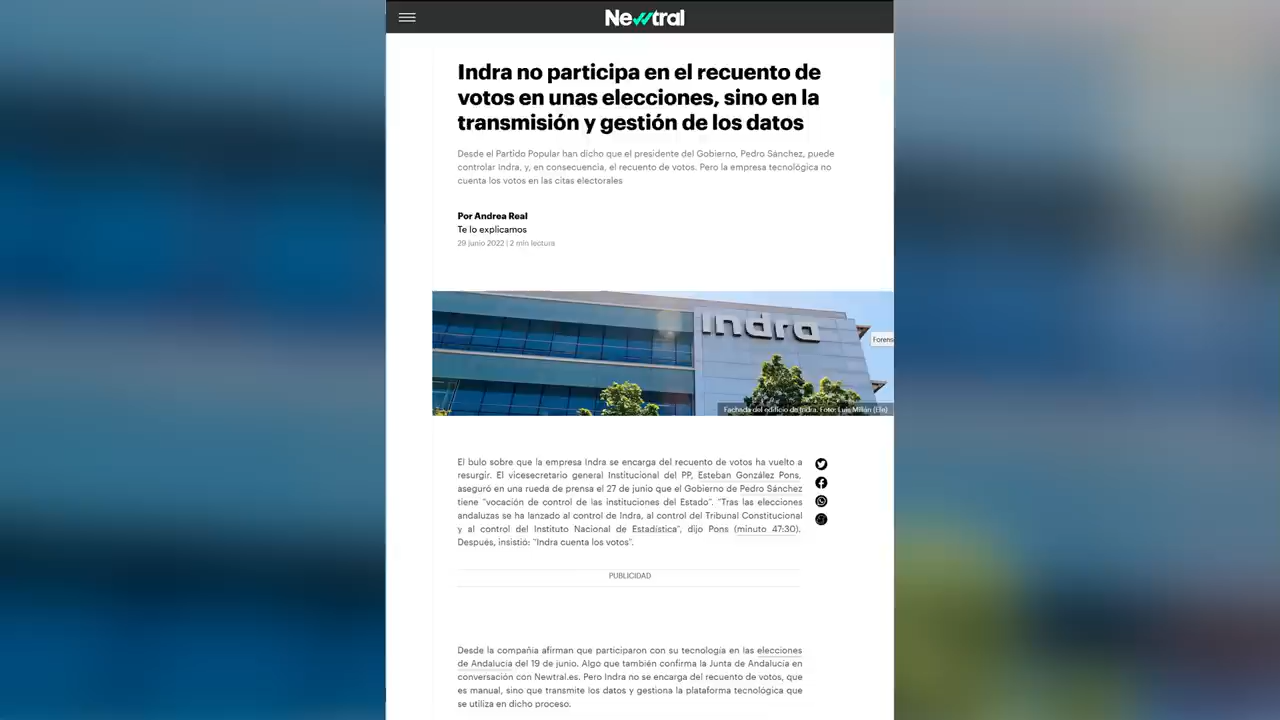 Newtral
Indra no participa en el recuento de
votos en unas elecciones, sino en la
transmisión y gestión de los datos
Desde el Partido Popular han dicho que el presidente del Gobierno, Pedro Sánchez, puede
controlar Indra, y, en consecuencia, el recuento de votos. Pero la empresa tecnológica no
cuenta los votos en las citas electorales
Por Andrea Real
Te lo explicamos
29 junio 2022 | 2 min lectura
indra
Forens
Fachada del edificio de Indra. Foto: Luis Millán (Efe)
El bulo sobre que la empresa Indra se encarga del recuento de votos ha vuelto a
resurgir. El vicesecretario general Institucional del PP, Esteban González Pons,
aseguró en una rueda de prensa el 27 de junio que el Gobierno de Pedro Sánchez
tiene "vocación de control de las instituciones del Estado". "Tras las elecciones
andaluzas se ha lanzado al control de Indra, al control del Tribunal Constitucional
y al control del Instituto Nacional de Estadística", dijo Pons (minuto 47:30).
Después, insistió: "Indra cuenta los votos".
PUBLICIDAD
Desde la compañía afirman que participaron con su tecnología en las elecciones
de Andalucía del 19 de junio. Algo que también confirma la Junta de Andalucía en
conversación con Newtral.es. Pero Indra no se encarga del recuento de votos, que
es manual, sino que transmite los datos y gestiona la plataforma tecnológica que
se utiliza en dicho proceso.